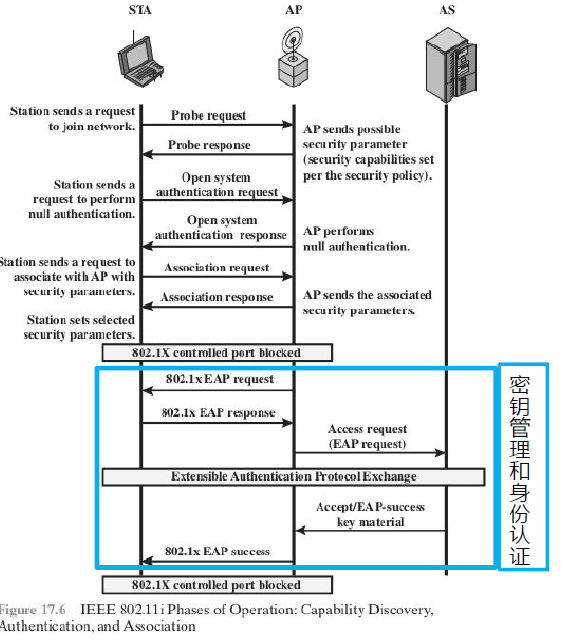 STA
AP
AS
Station sends a request
to join network.
Probe request
Probe response
AP sends possible
security parameter
(security capabilities set
per the security policy).
Station sends a
request to perform
null authentication.
Open system
authentication request
Open system
authentication response
AP performs
null authentication.
Station sends a request to
associate with AP with
security parameters.
Association request
Association response
AP sends the associated
security parameters.
Station sets selected
security parameters.
802.1X controlled port blocked
802.1x EAP request
802.1x EAP response
Access request
(EAP request)
Extensible Authentication Protocol Exchange
Accept/EAP-success
key material
802.1x EAP success
802.1X controlled port blocked
密钥管理和身份认证
Figure 17.6 IEEE 802.11i Phases of Operation: Capability Discovery,
Authentication, and Association